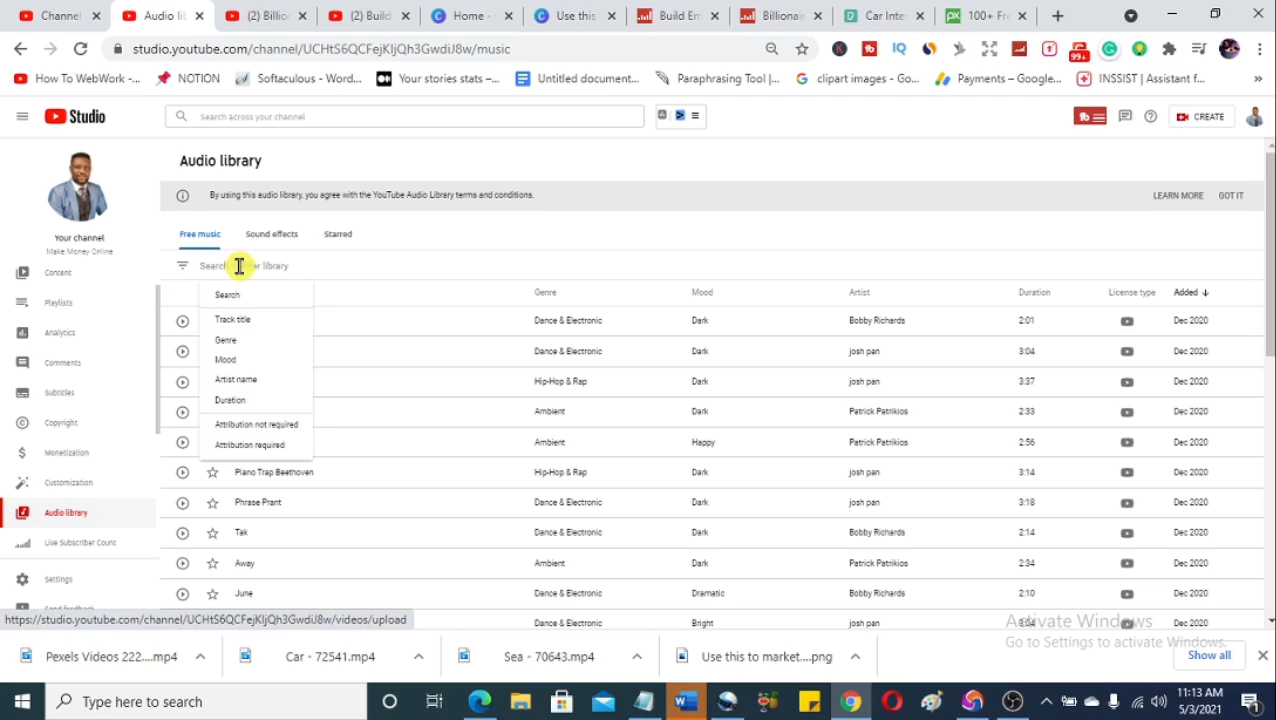 Channel
Audio lib
(2) Billion
(2) Build
Home -
Use this
Build Em
Billionai
Car Inter
100+ Fre
studio.youtube.com/channel/UCHtS6QCFejKIjQh3GwdiJ8w/music
99+
How To WebWork -...
NOTION
Softaculous - Word...
Your stories stats –...
Untitled document...
Paraphrasing Tool |...
clipart images - Go...
Payments – Google...
INSSIST | Assistant f...
Studio
Search across your channel
CREATE
Audio library
By using this audio library, you agree with the YouTube Audio Library terms and conditions.
LEARN MORE
GOT IT
Your channel
Make Money Online
Free music
Sound effects
Starred
Search or filter library
Content
Playlists
Analytics
Comments
Subtitles
Copyright
Monetization
Customization
Audio library
Live Subscriber Count
Settings
Send feedback
Search
Track title
Genre
Mood
Artist name
Duration
Attribution not required
Attribution required
Genre Mood Artist Duration License type Added
Dance & Electronic Dark Bobby Richards 2:01 Dec 2020
Dance & Electronic Dark josh pan 3:04 Dec 2020
Hip-Hop & Rap Dark josh pan 3:37 Dec 2020
Ambient Dark Patrick Patrikios 2:33 Dec 2020
Ambient Happy Patrick Patrikios 2:56 Dec 2020
Piano Trap Beethoven Hip-Hop & Rap Dark josh pan 3:14 Dec 2020
Phrase Prant Dance & Electronic Dark josh pan 3:18 Dec 2020
Tak Dance & Electronic Dark Bobby Richards 2:14 Dec 2020
Away Ambient Dark Patrick Patrikios 2:34 Dec 2020
June Dance & Electronic Dramatic Bobby Richards 2:10 Dec 2020
Dance & Electronic Bright josh pan 3:04 Dec 2020
https://studio.youtube.com/channel/UCHtS6QCFejKIjQh3GwdiJ8w/videos/upload
Activate Windows
Go to Settings to activate Windows.
Pexels Videos 222....mp4
Car - 72541.mp4
Lava - 70643.mp4
Use this to market....png
Show all
Type here to search
11:13 AM
5/3/2021